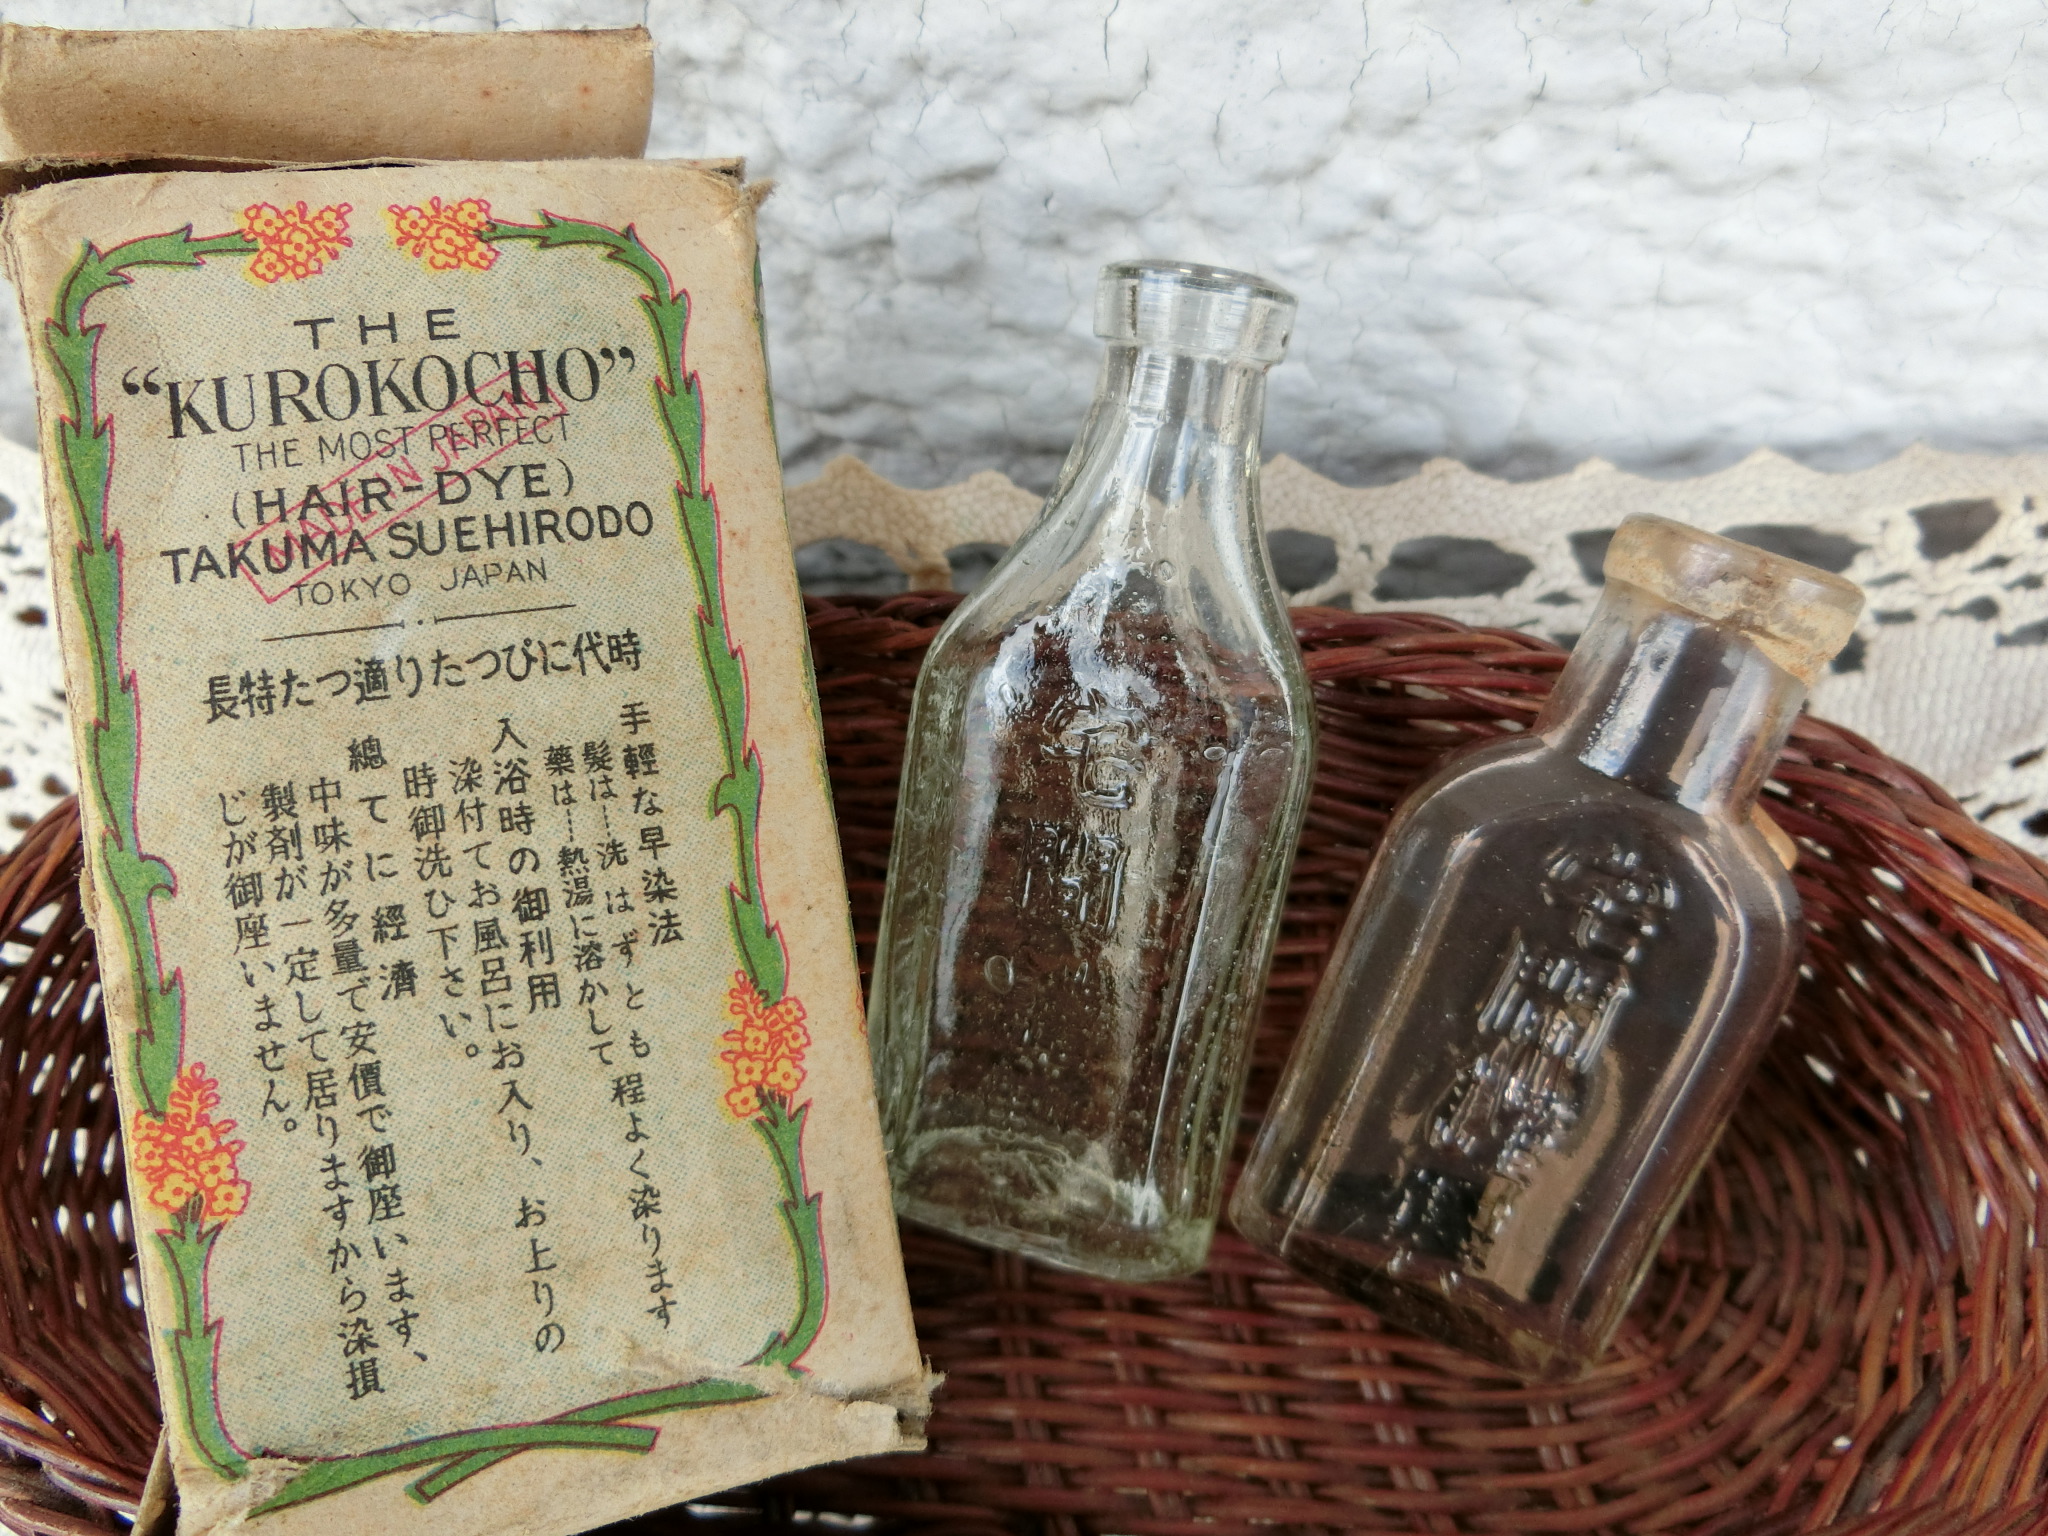 THE
“KUROKOCHO”
THE MOST PERFECT
(HAIR-DYE)
TAKUMA SUEHIRODO
TOKYO JAPAN
MADE IN JAPAN
長特たつ適りたつぴに代時
手輕な早染法
髪は…洗はずとも程よく染ります
藥は…熱湯に溶かして
入浴時の御利用
染付てお風呂にお入り、お上りの
時御洗ひ下さい。
總てに經濟
中味が多量で安價で御座います、
製剤が一定して居りますから染損
じが御座いません。